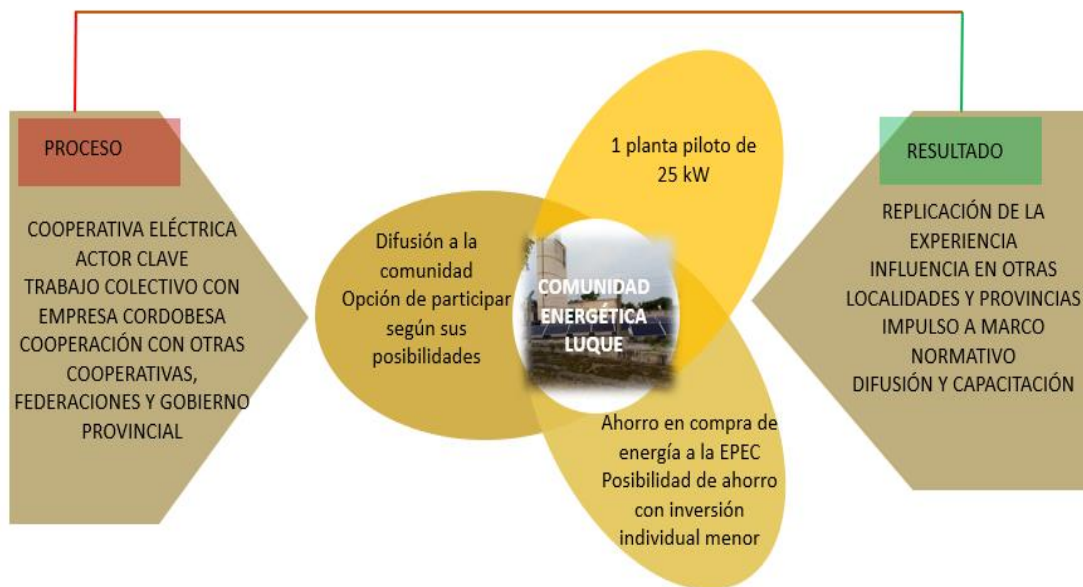 PROCESO
COOPERATIVA ELÉCTRICA
ACTOR CLAVE
TRABAJO COLECTIVO CON
EMPRESA CORDOBESA
COOPERACIÓN CON OTRAS
COOPERATIVAS,
FEDERACIONES Y GOBIERNO
PROVINCIAL
Difusión a la
comunidad
Opción de participar
según sus
posibilidades
1 planta piloto de
25 kW
COMUNIDAD
ENERGÉTICA
LUQUE
Ahorro en compra de
energía a la EPEC
Posibilidad de ahorro
con inversión
individual menor
RESULTADO
REPLICACIÓN DE LA
EXPERIENCIA
INFLUENCIA EN OTRAS
LOCALIDADES Y PROVINCIAS
IMPULSO A MARCO
NORMATIVO
DIFUSIÓN Y CAPACITACIÓN